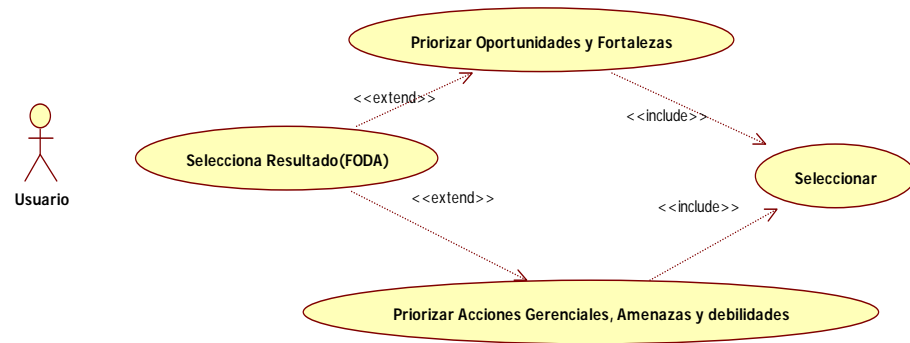 Priorizar Oportunidades y Fortalezas
<<extend>>
<<include>>
Selecciona Resultado(FODA)
Seleccionar
Usuario
<<extend>>
<<include>>
Priorizar Acciones Gerenciales, Amenazas y debilidades